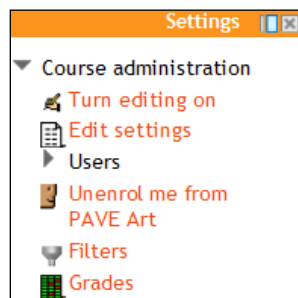 Settings
Course administration
Turn editing on
Edit settings
Users
Unenrol me from
PAVE Art
Filters
Grades